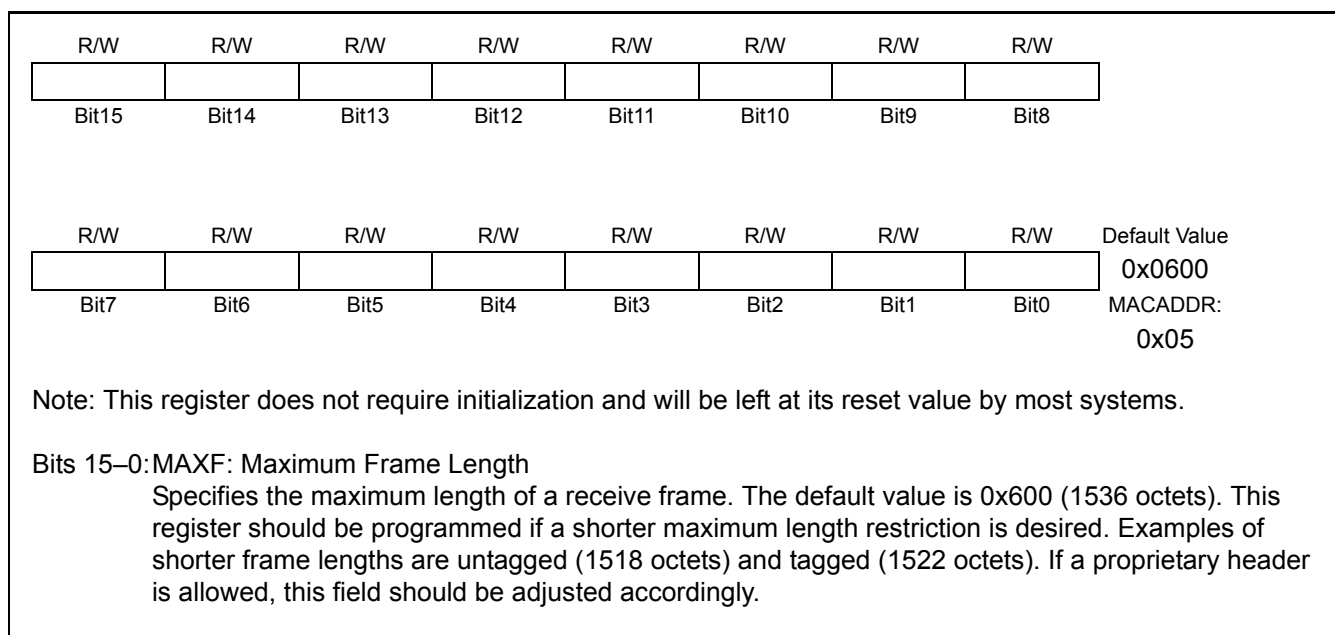 R/W R/W R/W R/W R/W R/W R/W R/W
Bit15 Bit14 Bit13 Bit12 Bit11 Bit10 Bit9 Bit8
R/W R/W R/W R/W R/W R/W R/W R/W Default Value
0x0600
Bit7 Bit6 Bit5 Bit4 Bit3 Bit2 Bit1 Bit0 MACADDR:
0x05
Note: This register does not require initialization and will be left at its reset value by most systems.
Bits 15–0: MAXF: Maximum Frame Length
Specifies the maximum length of a receive frame. The default value is 0x600 (1536 octets). This
register should be programmed if a shorter maximum length restriction is desired. Examples of
shorter frame lengths are untagged (1518 octets) and tagged (1522 octets). If a proprietary header
is allowed, this field should be adjusted accordingly.